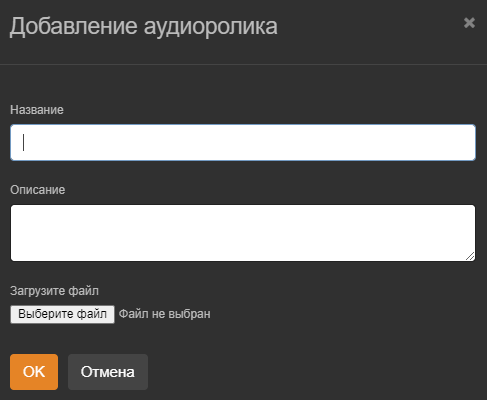 Добавление аудиоролика
Название
Описание
Загрузите файл
Выберите файл Файл не выбран
OK Отмена